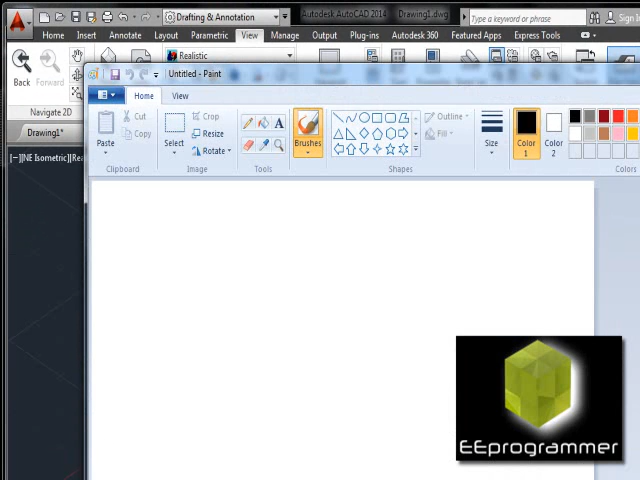 Drafting & Annotation
Autodesk AutoCAD 2014 Drawing1.dwg
Type a keyword or phrase
Sign In
Home Insert Annotate Layout Parametric View Manage Output Plug-ins Autodesk 360 Featured Apps Express Tools
Realistic
Back
Forward
Navigate 2D
Drawing1*
[−][NE Isometric][Rea
Untitled - Paint
Home View
Paste
Cut
Copy
Clipboard
Select
Crop
Resize
Rotate
Image
A
Tools
Brushes
Outline
Fill
Shapes
Size
Color
1
Color
2
Colors
EEprogrammer